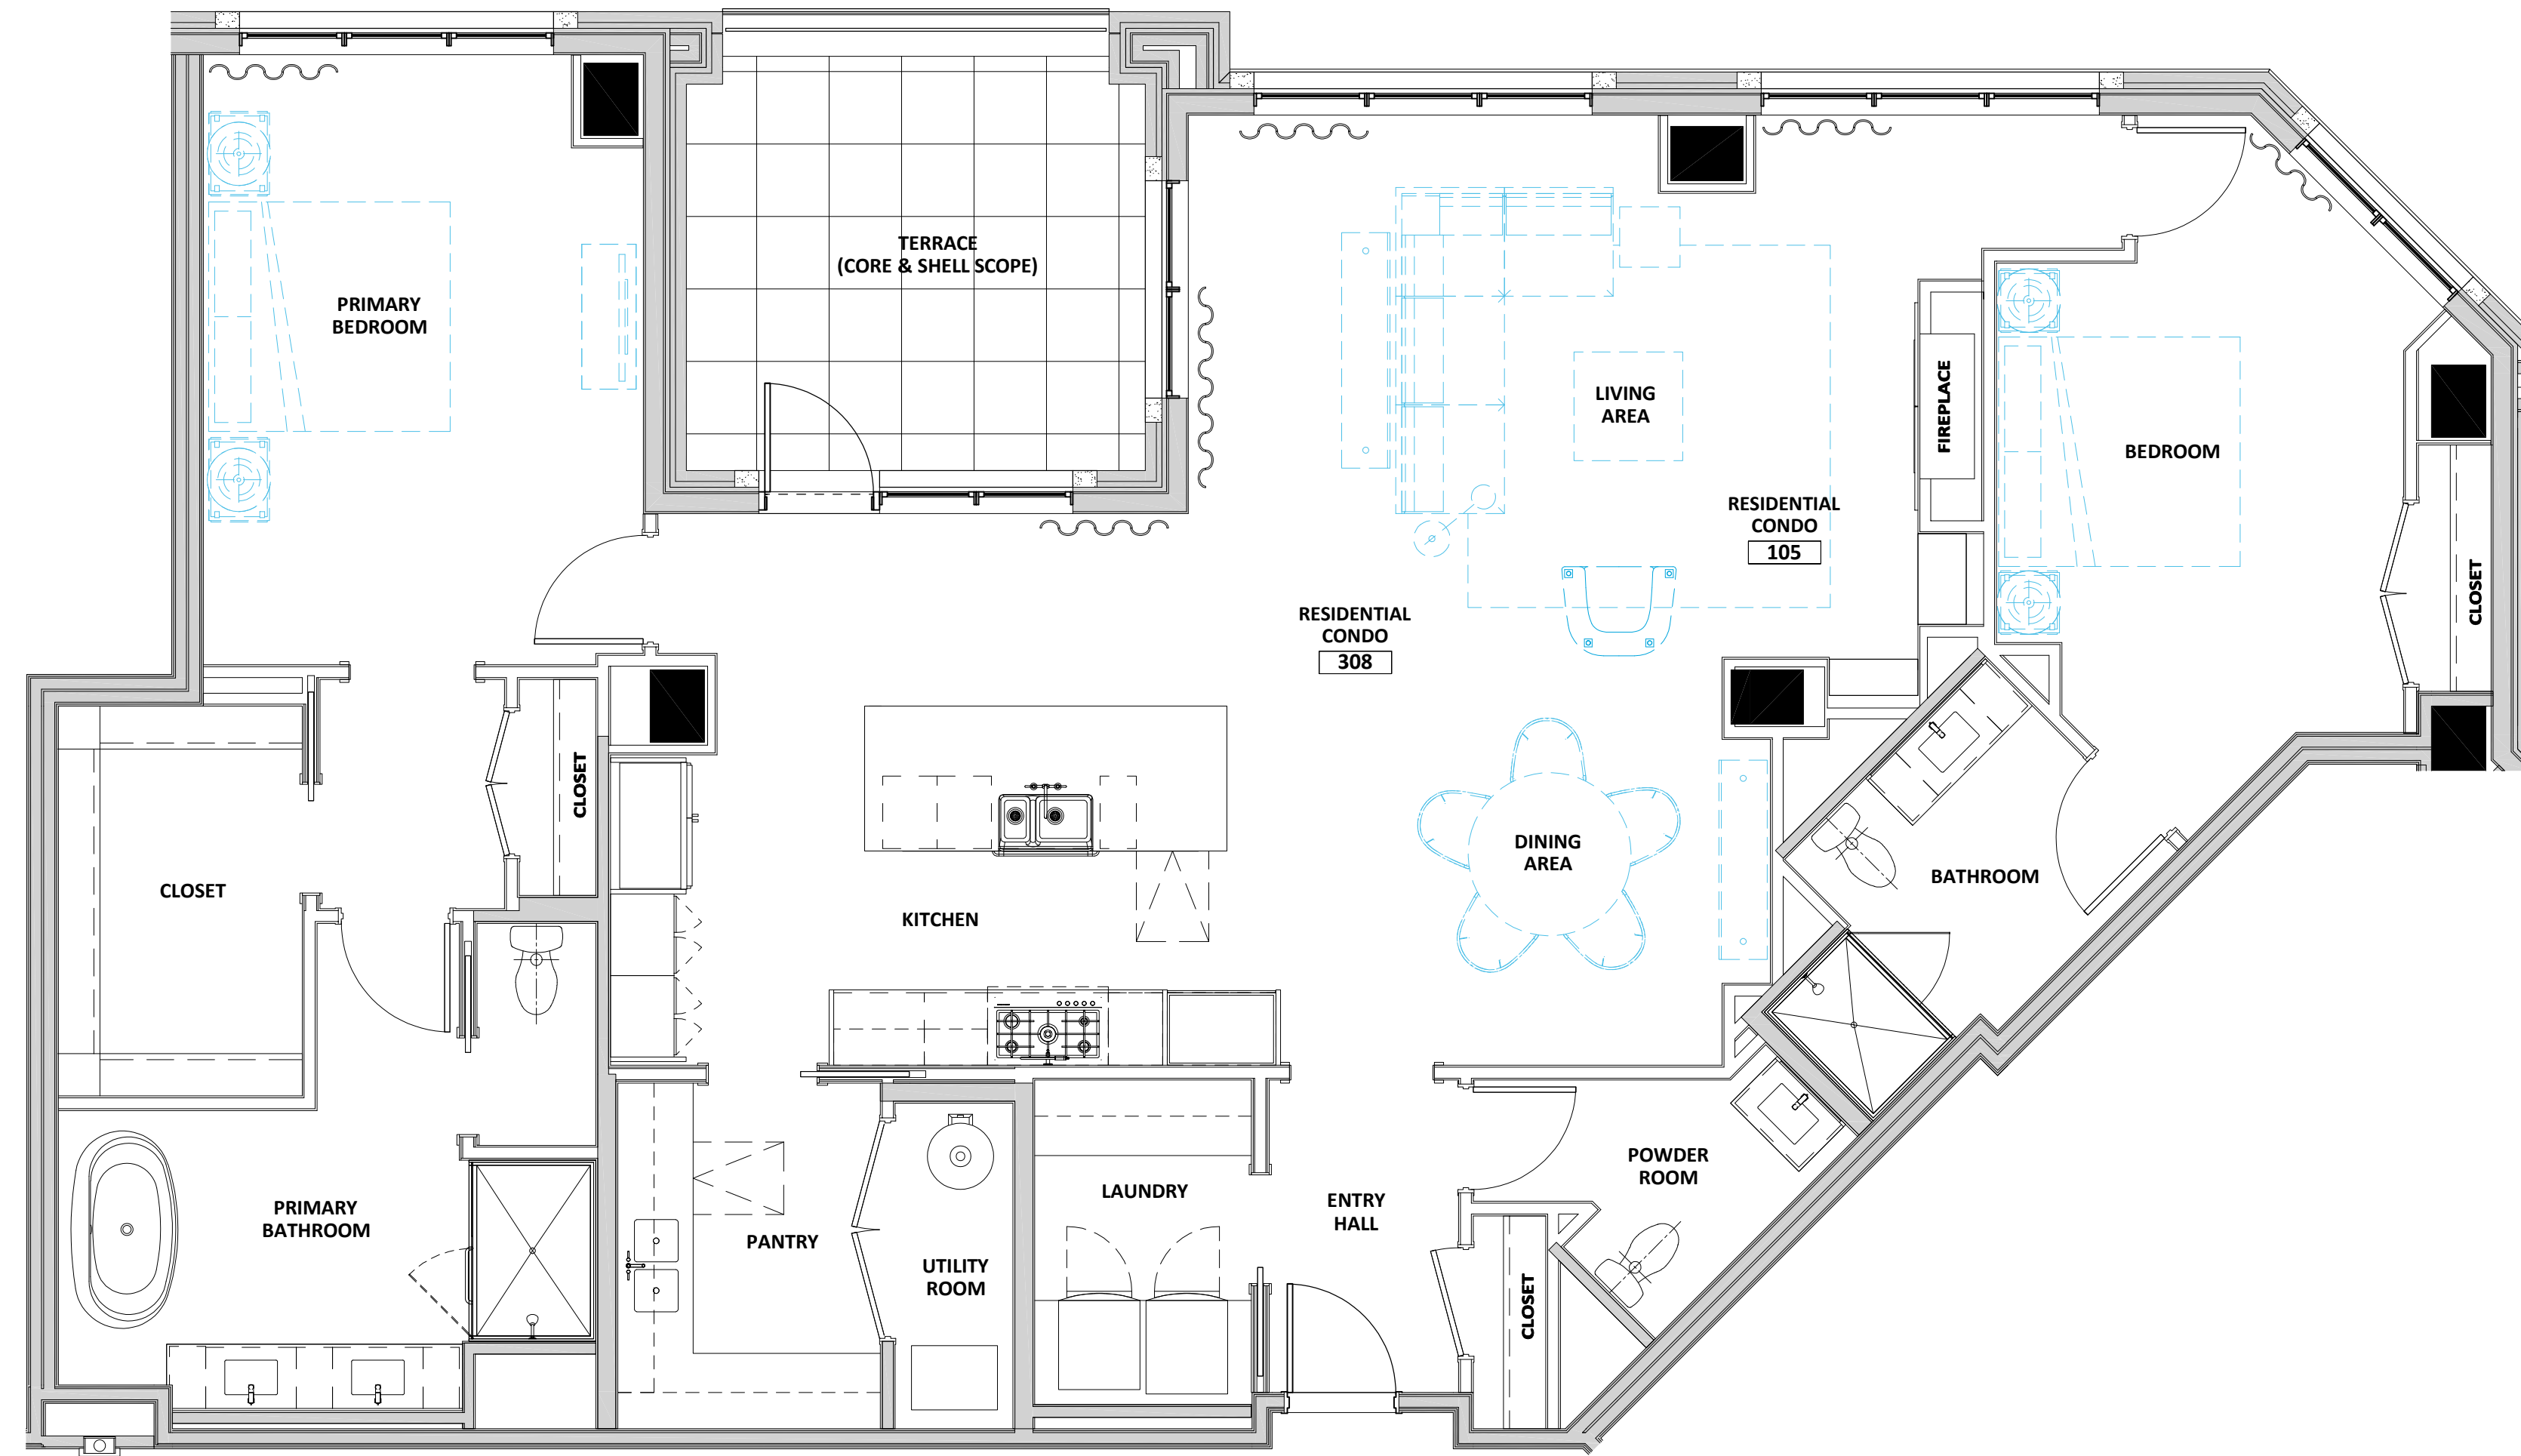 TERRACE
(CORE & SHELL SCOPE)
PRIMARY
BEDROOM
LIVING
AREA
FIREPLACE
BEDROOM
RESIDENTIAL
CONDO
105
CLOSET
RESIDENTIAL
CONDO
308
CLOSET
DINING
AREA
CLOSET
KITCHEN
BATHROOM
PRIMARY
BATHROOM
PANTRY
UTILITY
ROOM
LAUNDRY
ENTRY
HALL
POWDER
ROOM
CLOSET